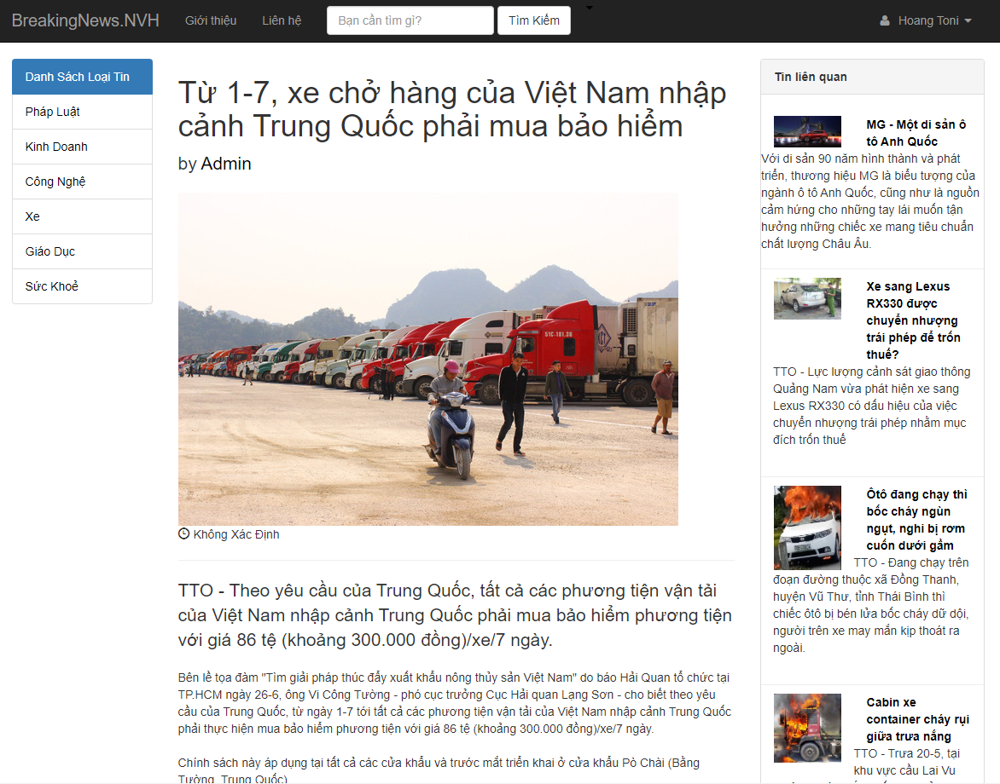 BreakingNews.NVH
Giới thiệu
Liên hệ
Bạn cần tìm gì?
Tìm Kiếm
Hoang Toni
Danh Sách Loại Tin
Pháp Luật
Kinh Doanh
Công Nghệ
Xe
Giáo Dục
Sức Khoẻ
Từ 1-7, xe chở hàng của Việt Nam nhập
cảnh Trung Quốc phải mua bảo hiểm
by Admin
51C-181.36
Không Xác Định
TTO - Theo yêu cầu của Trung Quốc, tất cả các phương tiện vận tải
của Việt Nam nhập cảnh Trung Quốc phải mua bảo hiểm phương tiện
với giá 86 tệ (khoảng 300.000 đồng)/xe/7 ngày.
Bên lề tọa đàm "Tìm giải pháp thúc đẩy xuất khẩu nông thủy sản Việt Nam" do báo Hải Quan tổ chức tại
TP.HCM ngày 26-6, ông Vi Công Tường - phó cục trưởng Cục Hải quan Lạng Sơn - cho biết theo yêu
cầu của Trung Quốc, từ ngày 1-7 tới tất cả các phương tiện vận tải của Việt Nam nhập cảnh Trung Quốc
phải thực hiện mua bảo hiểm phương tiện với giá 86 tệ (khoảng 300.000 đồng)/xe/7 ngày.
Chính sách này áp dụng tại tất cả các cửa khẩu và trước mắt triển khai ở cửa khẩu Pò Chài (Bằng
Tường, Trung Quốc)
Tin liên quan
MG - Một di sản ô
tô Anh Quốc
Với di sản 90 năm hình thành và phát
triển, thương hiệu MG là biểu tượng của
ngành ô tô Anh Quốc, cũng như là nguồn
cảm hứng cho những tay lái muốn tận
hưởng những chiếc xe mang tiêu chuẩn
chất lượng Châu Âu.
Xe sang Lexus
RX330 được
chuyển nhượng
trái phép để trốn
thuế?
TTO - Lực lượng cảnh sát giao thông
Quảng Nam vừa phát hiện xe sang
Lexus RX330 có dấu hiệu của việc
chuyển nhượng trái phép nhằm mục
đích trốn thuế
Ôtô đang chạy thì
bốc cháy ngùn
ngụt, nghi bị rơm
cuốn dưới gầm
TTO - Đang chạy trên
đoạn đường thuộc xã Đồng Thanh,
huyện Vũ Thư, tỉnh Thái Bình thì
chiếc ôtô bị bén lửa bốc cháy dữ dội,
người trên xe may mắn kịp thoát ra
ngoài.
Cabin xe
container cháy rụi
giữa trưa nắng
TTO - Trưa 20-5, tại
khu vực cầu Lai Vu